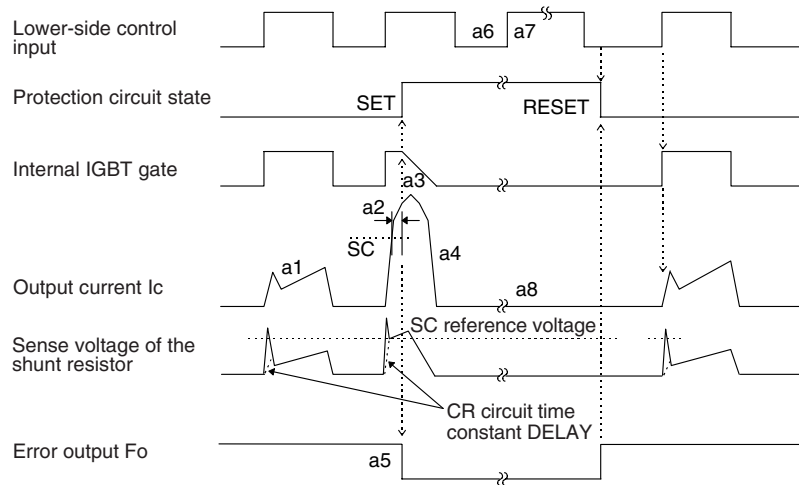 Lower-side control
input
a6
a7
Protection circuit state
SET
RESET
Internal IGBT gate
a3
a2
SC
a4
a1
a8
Output current Ic
SC reference voltage
Sense voltage of the
shunt resistor
CR circuit time
constant DELAY
Error output Fo
a5